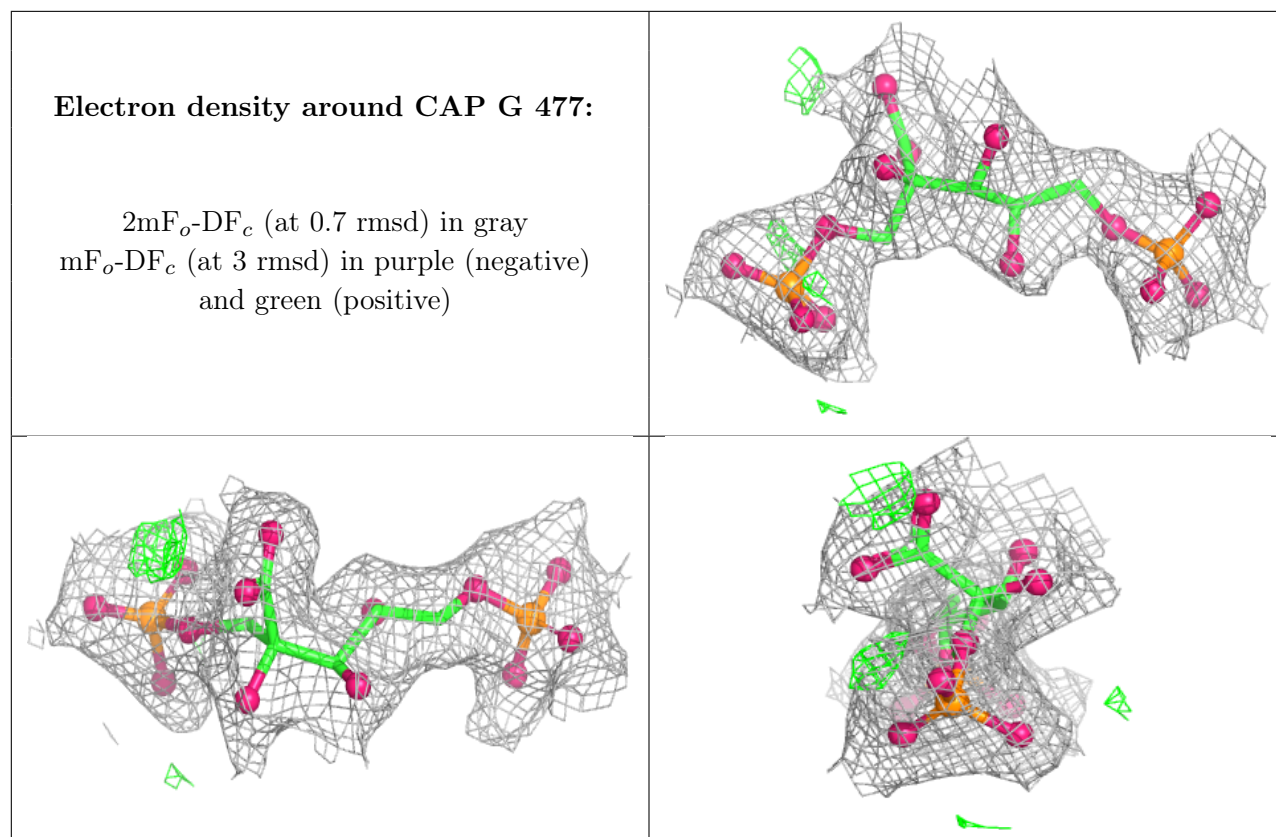 Electron density around CAP G 477:
2mFo-DFc (at 0.7 rmsd) in gray
mFo-DFc (at 3 rmsd) in purple (negative)
and green (positive)